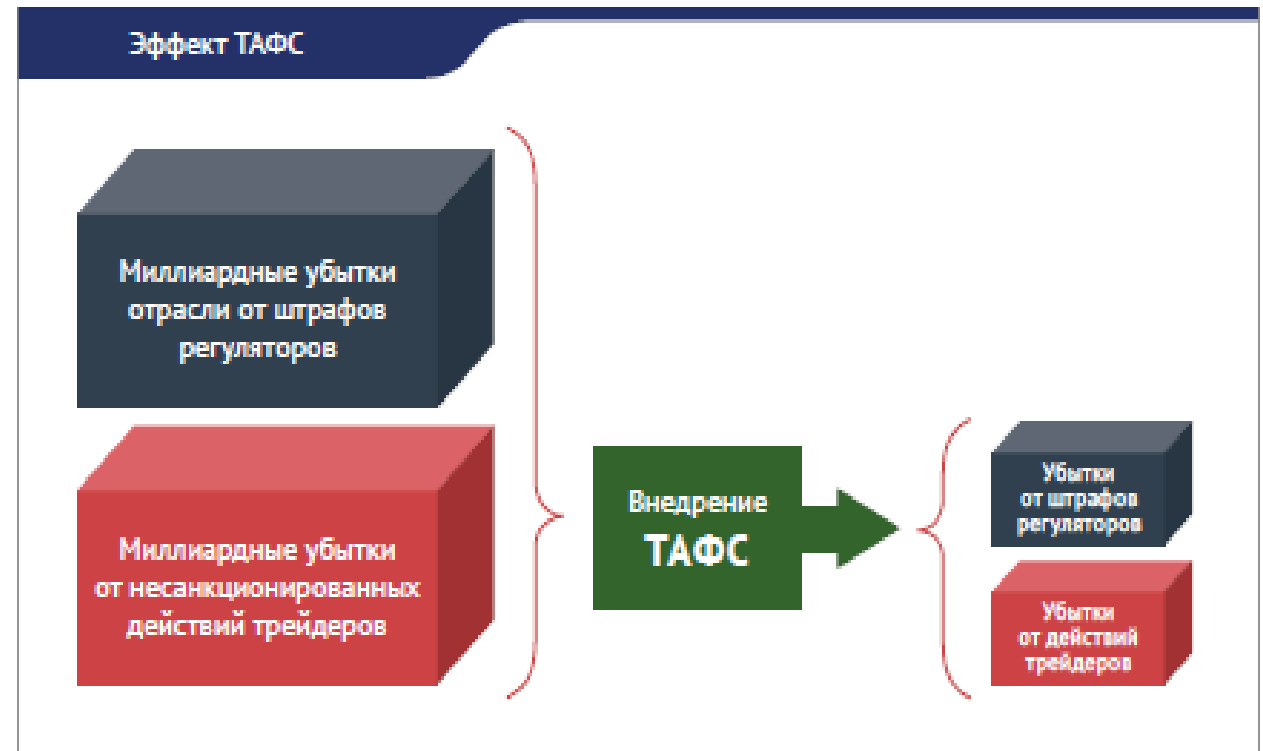 Эффект ТАФС
Миллиардные убытки
отрасли от штрафов
регуляторов
Миллиардные убытки
от несанкционированных
действий трейдеров
Внедрение
ТАФС
Убытки
от штрафов
регуляторов
Убытки
от действий
трейдеров